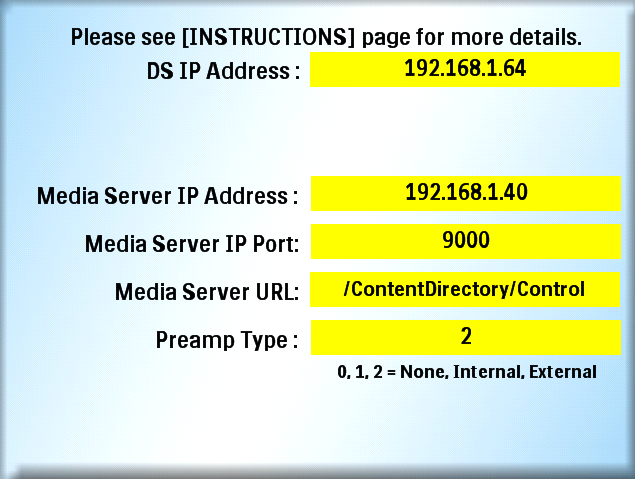 Please see [INSTRUCTIONS] page for more details.
DS IP Address : 192.168.1.64
Media Server IP Address : 192.168.1.40
Media Server IP Port: 9000
Media Server URL: /ContentDirectory/Control
Preamp Type : 2
0, 1, 2 = None, Internal, External